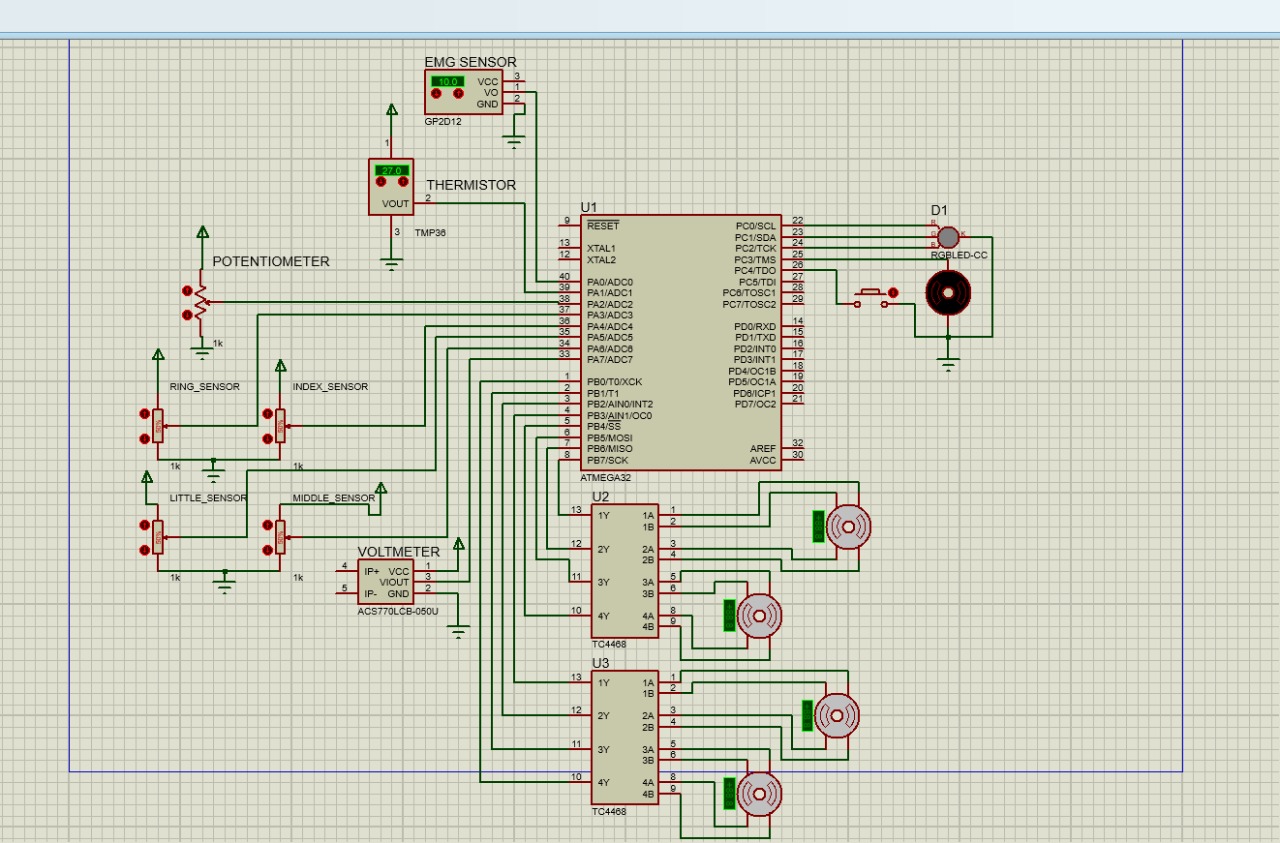 EMG SENSOR
10.0
VCC 3
VO 1
GND 2
GP2D12
1
27.0
THERMISTOR
VOUT 2
3 TMP36
POTENTIOMETER
1k
RING_SENSOR
INDEX_SENSOR
50%
50%
1k
1k
LITTLE_SENSOR
MIDDLE_SENSOR
50%
50%
1k
1k
VOLTMETER
4 IP+ VCC 1
VIOUT 3
5 IP- GND 2
ACS770LCB-050U
U1
9 RESET PC0/SCL 22
PC1/SDA 23
13 XTAL1 PC2/TCK 24
12 XTAL2 PC3/TMS 25
PC4/TDO 26
40 PA0/ADC0 PC5/TDI 27
39 PA1/ADC1 PC6/TOSC1 28
38 PA2/ADC2 PC7/TOSC2 29
37 PA3/ADC3
36 PA4/ADC4 PD0/RXD 14
35 PA5/ADC5 PD1/TXD 15
34 PA6/ADC6 PD2/INT0 16
33 PA7/ADC7 PD3/INT1 17
PD4/OC1B 18
1 PB0/T0/XCK PD5/OC1A 19
2 PB1/T1 PD6/ICP1 20
3 PB2/AIN0/INT2 PD7/OC2 21
4 PB3/AIN1/OC0
5 PB4/SS
6 PB5/MOSI
7 PB6/MISO AREF 32
8 PB7/SCK AVCC 30
ATMEGA32
D1
R
G K
B
RGBLED-CC
U2
13 1Y 1A 1
1B 2
12 2Y 2A 3
2B 4
11 3Y 3A 5
3B 6
10 4Y 4A 8
4B 9
TC4468
U3
13 1Y 1A 1
1B 2
12 2Y 2A 3
2B 4
11 3Y 3A 5
3B 6
10 4Y 4A 8
4B 9
TC4468